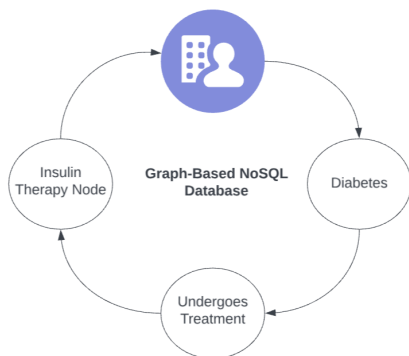 Graph-Based NoSQL
Database
Diabetes
Undergoes
Treatment
Insulin
Therapy Node